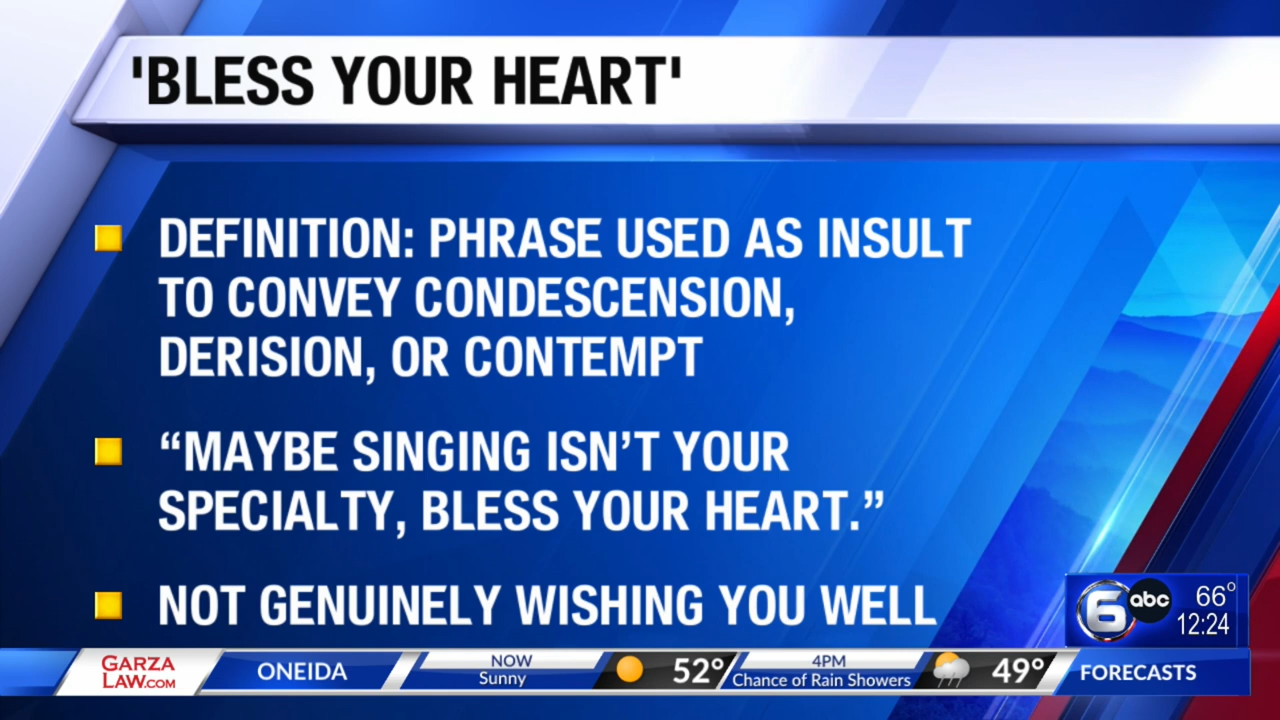 'BLESS YOUR HEART'
DEFINITION: PHRASE USED AS INSULT
TO CONVEY CONDESCENSION,
DERISION, OR CONTEMPT
“MAYBE SINGING ISN’T YOUR
SPECIALTY, BLESS YOUR HEART.”
NOT GENUINELY WISHING YOU WELL
6 abc 66°
12:24
GARZA
LAW.COM
ONEIDA
NOW
Sunny
52°
4PM
Chance of Rain Showers
49°
FORECASTS